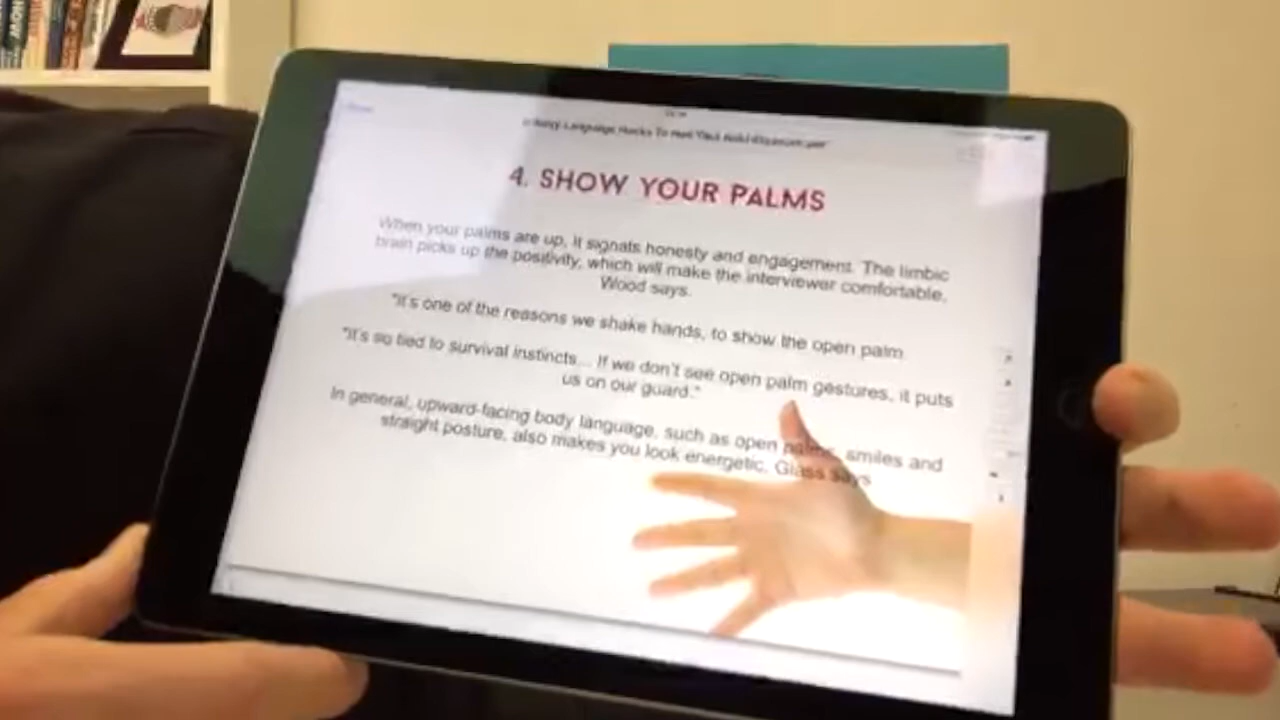 Language Hacks To
4. SHOW YOUR PALMS
When your palms are up, it signals honesty and engagement. The limbic
brain picks up the positivity, which will make the interviewer comfortable,
Wood says.
"It's one of the reasons we shake hands, to show the open palm.
"It's so tied to survival instincts... If we don't see open palm gestures, it puts
us on our guard."
In general, upward-facing body language, such as open palms, smiles and
straight posture, also makes you look energetic, Glass says